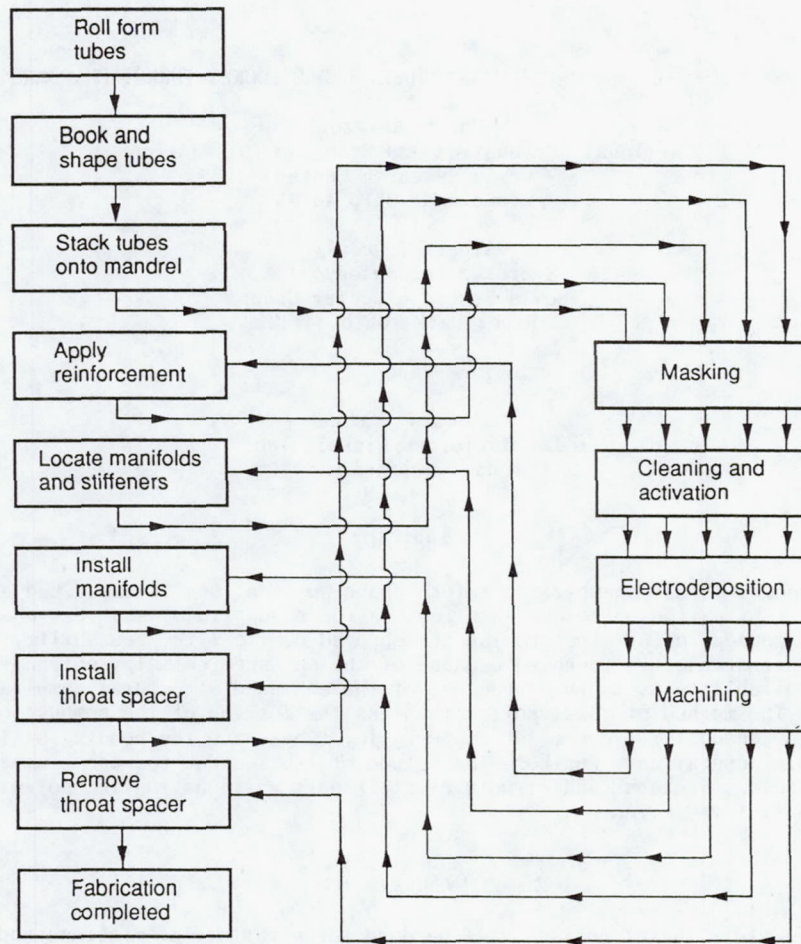 Roll form
tubes
Book and
shape tubes
Stack tubes
onto mandrel
Apply
reinforcement
Masking
Locate manifolds
and stiffeners
Cleaning and
activation
Install
manifolds
Electrodeposition
Install
throat spacer
Machining
Remove
throat spacer
Fabrication
completed